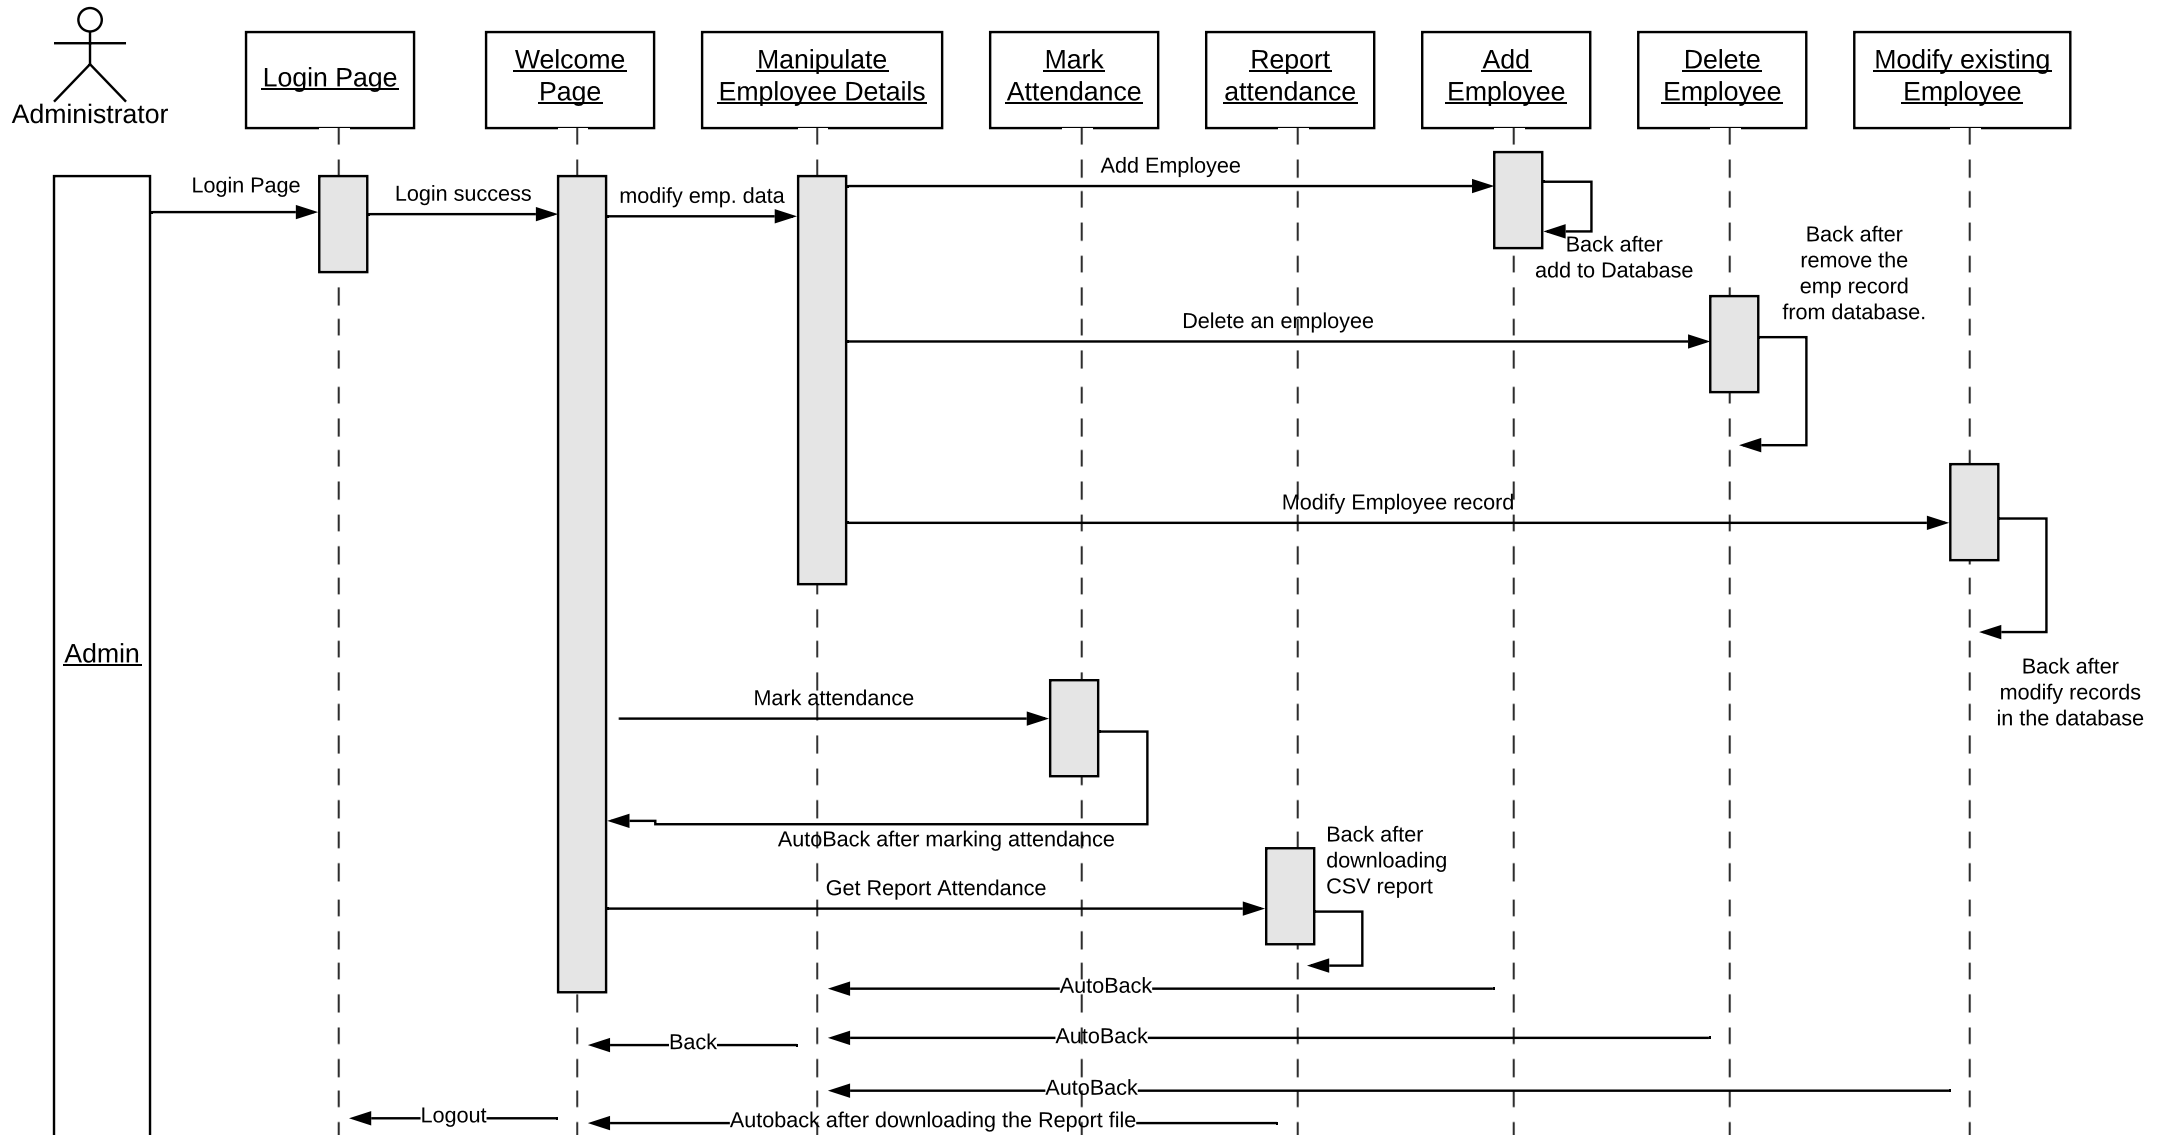 Administrator
Login Page
Welcome
Page
Manipulate
Employee Details
Mark
Attendance
Report
attendance
Add
Employee
Delete
Employee
Modify existing
Employee
Login Page
Login success
modify emp. data
Add Employee
Back after
add to Database
Back after
remove the
emp record
from database.
Delete an employee
Modify Employee record
Admin
Back after
modify records
in the database
Mark attendance
AutoBack after marking attendance
Back after
downloading
CSV report
Get Report Attendance
AutoBack
Back
AutoBack
AutoBack
Logout
Autoback after downloading the Report file